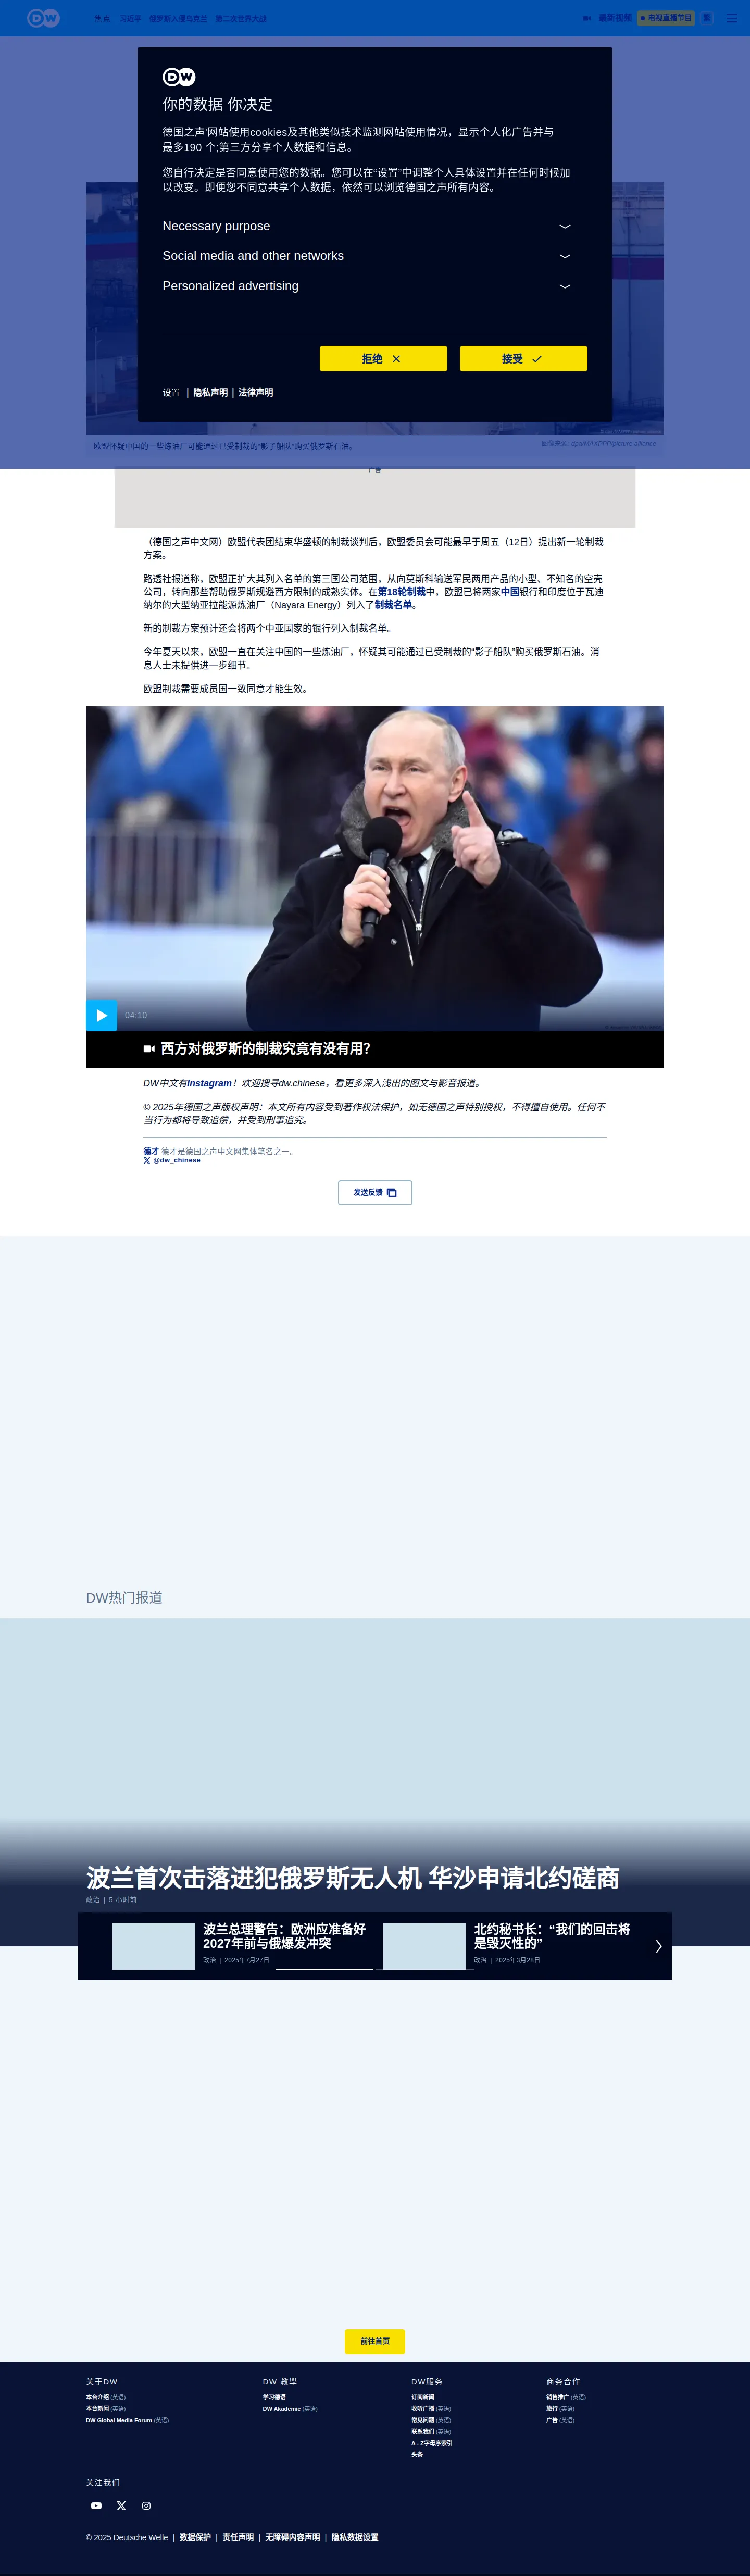 DW
焦点 习近平 俄罗斯入侵乌克兰 第二次世界大战
最新视频 电视直播节目 繁
DW
你的数据 你决定
德国之声'网站使用cookies及其他类似技术监测网站使用情况，显示个人化广告并与
最多190 个;第三方分享个人数据和信息。
您自行决定是否同意使用您的数据。您可以在“设置”中调整个人具体设置并在任何时候加
以改变。即便您不同意共享个人数据，依然可以浏览德国之声所有内容。
Necessary purpose
Social media and other networks
Personalized advertising
拒绝 接受
设置 | 隐私声明 | 法律声明
欧盟怀疑中国的一些炼油厂可能通过已受制裁的“影子船队”购买俄罗斯石油。
图像来源: dpa/MAXPPP/picture alliance
广告
（德国之声中文网）欧盟代表团结束华盛顿的制裁谈判后，欧盟委员会可能最早于周五（12日）提出新一轮制裁
方案。
路透社报道称，欧盟正扩大其列入名单的第三国公司范围，从向莫斯科输送军民两用产品的小型、不知名的空壳
公司，转向那些帮助俄罗斯规避西方限制的成熟实体。在第18轮制裁中，欧盟已将两家中国银行和印度位于瓦迪
纳尔的大型纳亚拉能源炼油厂（Nayara Energy）列入了制裁名单。
新的制裁方案预计还会将两个中亚国家的银行列入制裁名单。
今年夏天以来，欧盟一直在关注中国的一些炼油厂，怀疑其可能通过已受制裁的“影子船队”购买俄罗斯石油。消
息人士未提供进一步细节。
欧盟制裁需要成员国一致同意才能生效。
04:10
西方对俄罗斯的制裁究竟有没有用？
DW中文有Instagram！欢迎搜寻dw.chinese，看更多深入浅出的图文与影音报道。
© 2025年德国之声版权声明：本文所有内容受到著作权法保护，如无德国之声特别授权，不得擅自使用。任何不
当行为都将导致追偿，并受到刑事追究。
德才 德才是德国之声中文网集体笔名之一。
@dw_chinese
发送反馈
DW热门报道
波兰首次击落进犯俄罗斯无人机 华沙申请北约磋商
政治 | 5 小时前
波兰总理警告：欧洲应准备好
2027年前与俄爆发冲突
政治 | 2025年7月27日
北约秘书长：“我们的回击将
是毁灭性的”
政治 | 2025年3月28日
前往首页
关于DW
本台介绍 (英语)
本台新闻 (英语)
DW Global Media Forum (英语)
DW 教學
学习德语
DW Akademie (英语)
DW服务
订阅新闻
收听广播 (英语)
常见问题 (英语)
联系我们 (英语)
A - Z字母序索引
头条
商务合作
销售推广 (英语)
旅行 (英语)
广告 (英语)
关注我们
© 2025 Deutsche Welle | 数据保护 | 责任声明 | 无障碍内容声明 | 隐私数据设置